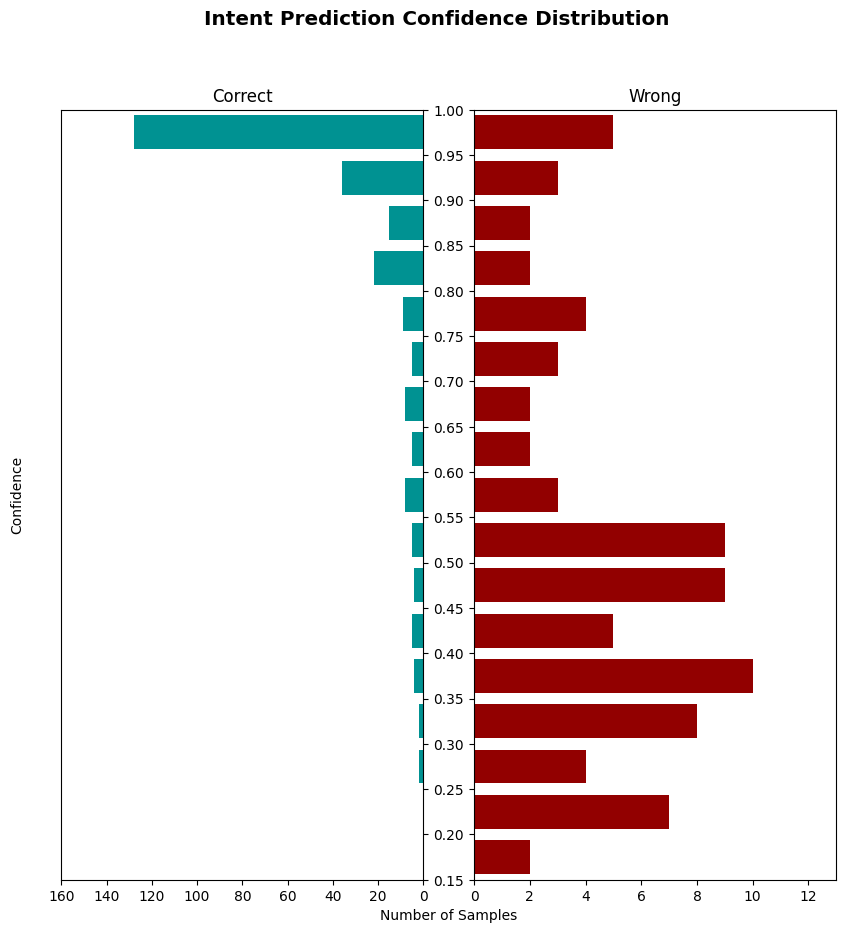 Intent Prediction Confidence Distribution
Correct
Wrong
1.00
0.95
0.90
0.85
0.80
0.75
0.70
0.65
0.60
0.55
0.50
0.45
0.40
0.35
0.30
0.25
0.20
0.15
Confidence
160 140 120 100 80 60 40 20 0
0 2 4 6 8 10 12
Number of Samples